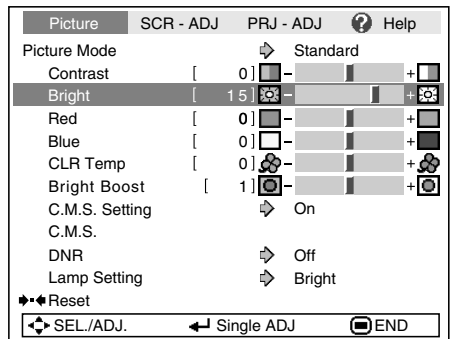 Picture SCR - ADJ PRJ - ADJ ? Help
Picture Mode Standard
Contrast [ 0] - +
Bright [ 15] - +
Red [ 0] - +
Blue [ 0] - +
CLR Temp [ 0] - +
Bright Boost [ 1] - +
C.M.S. Setting On
C.M.S.
DNR Off
Lamp Setting Bright
Reset
SEL./ADJ. Single ADJ END